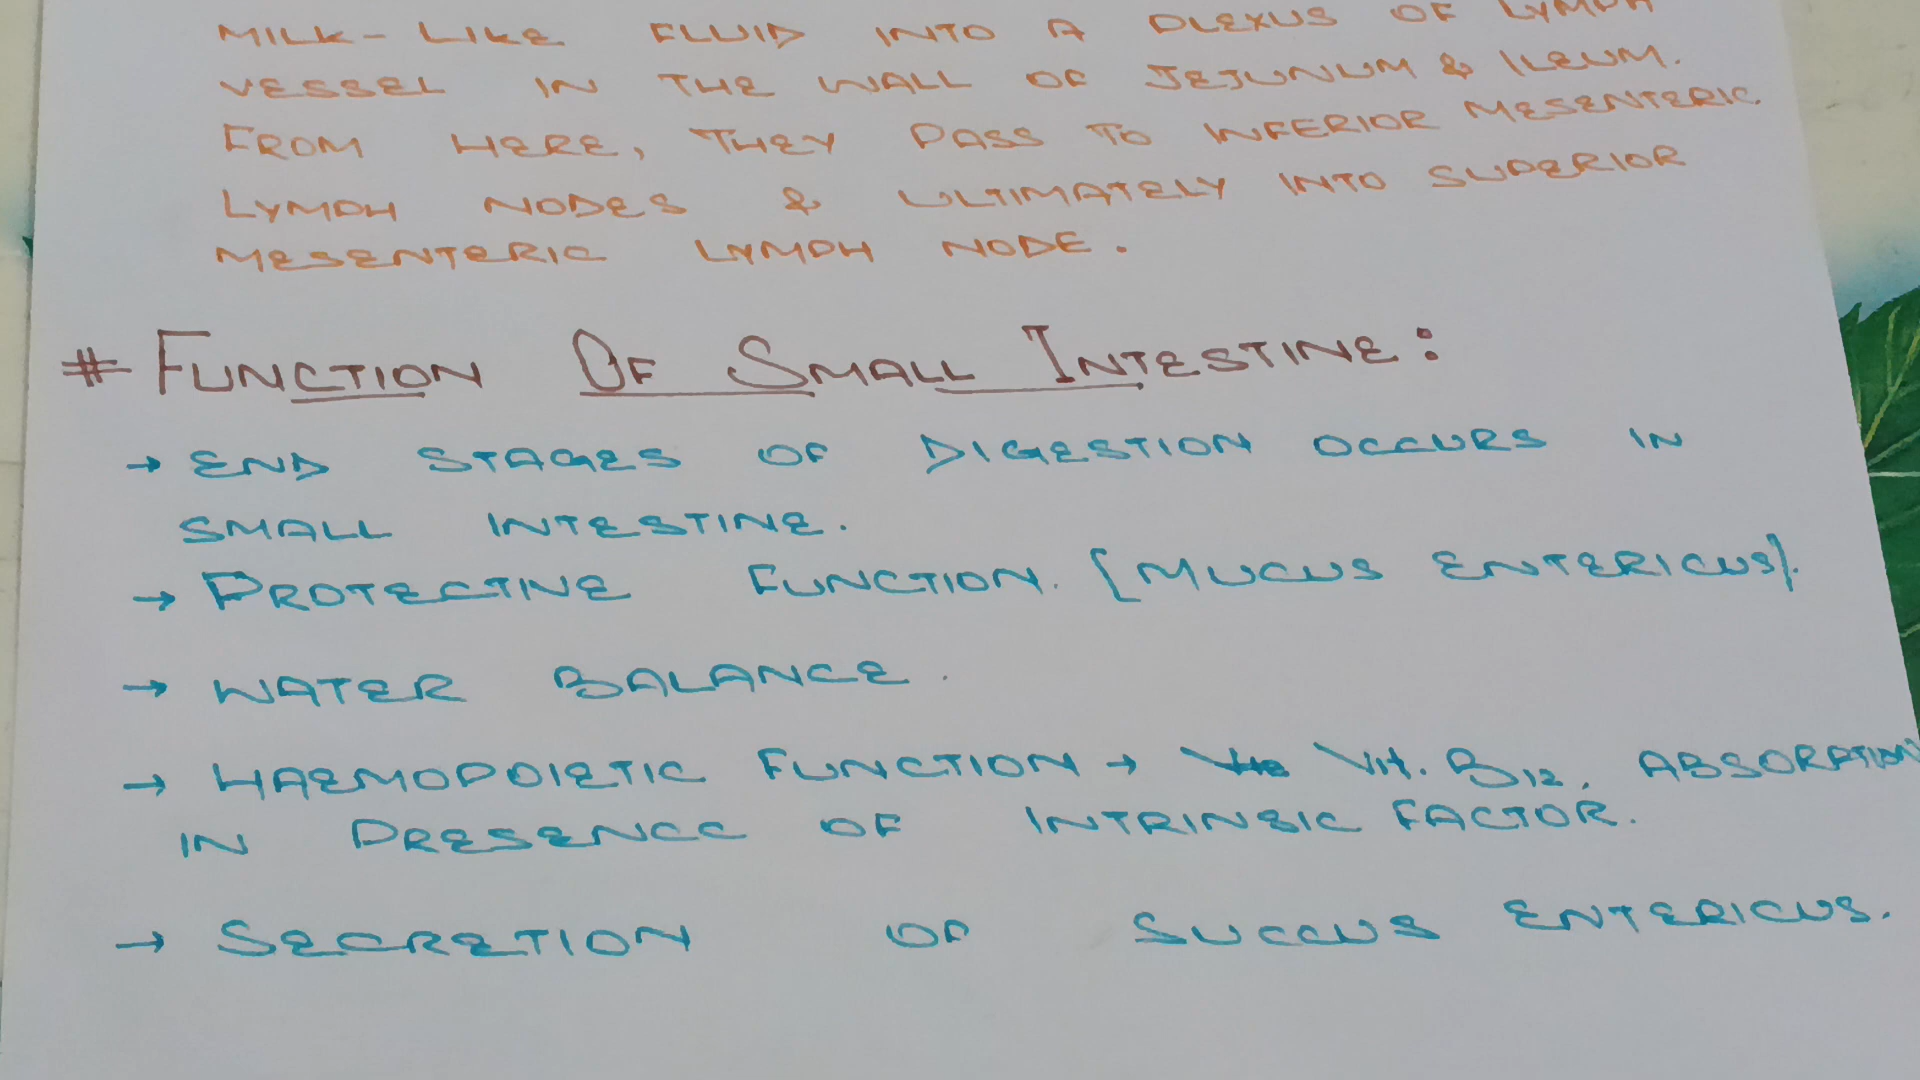 MILK-LIKE FLUID INTO A PLEXUS OF LYMPH
VESSEL IN THE WALL OF JEJUNUM & ILEUM.
FROM HERE, THEY PASS TO INFERIOR MESENTERIC
LYMPH NODES & ULTIMATELY INTO SUPERIOR
MESENTERIC LYMPH NODE.
# FUNCTION OF SMALL INTESTINE:
→ END STAGES OF DIGESTION OCCURS IN
SMALL INTESTINE.
→ PROTECTINE FUNCTION. [MUCUS ENTERICUS].
→ WATER BALANCE.
→ HAEMOPOIETIC FUNCTION → Vit. B12, ABSORPTION
IN PRESENCE OF INTRINSIC FACTOR.
→ SECRETION OF SUCCUS ENTERICUS.